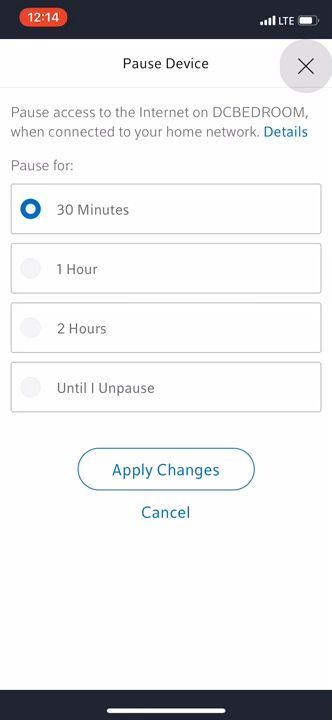 12:14
LTE
Pause Device
Pause access to the Internet on DCBEDROOM,
when connected to your home network. Details
Pause for:
30 Minutes
1 Hour
2 Hours
Until I Unpause
Apply Changes
Cancel